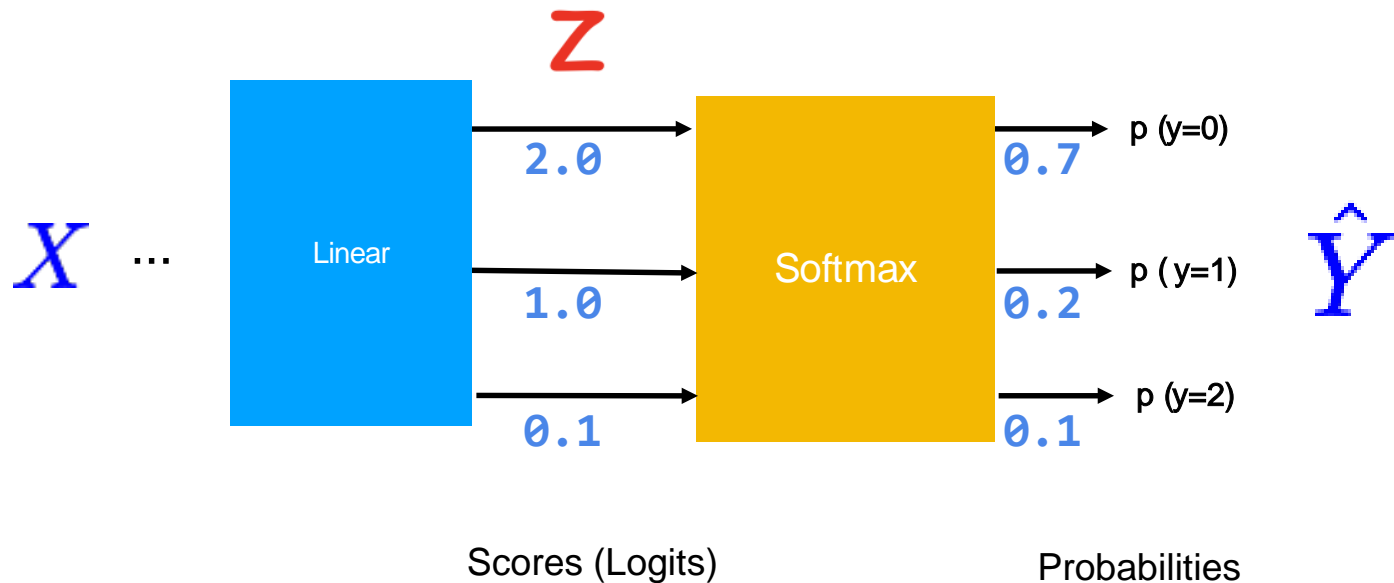 Z
2.0
0.7
p (y=0)
X ...
Linear
1.0
Softmax
0.2
p ( y=1)
Ŷ
0.1
0.1
p (y=2)
Scores (Logits)
Probabilities